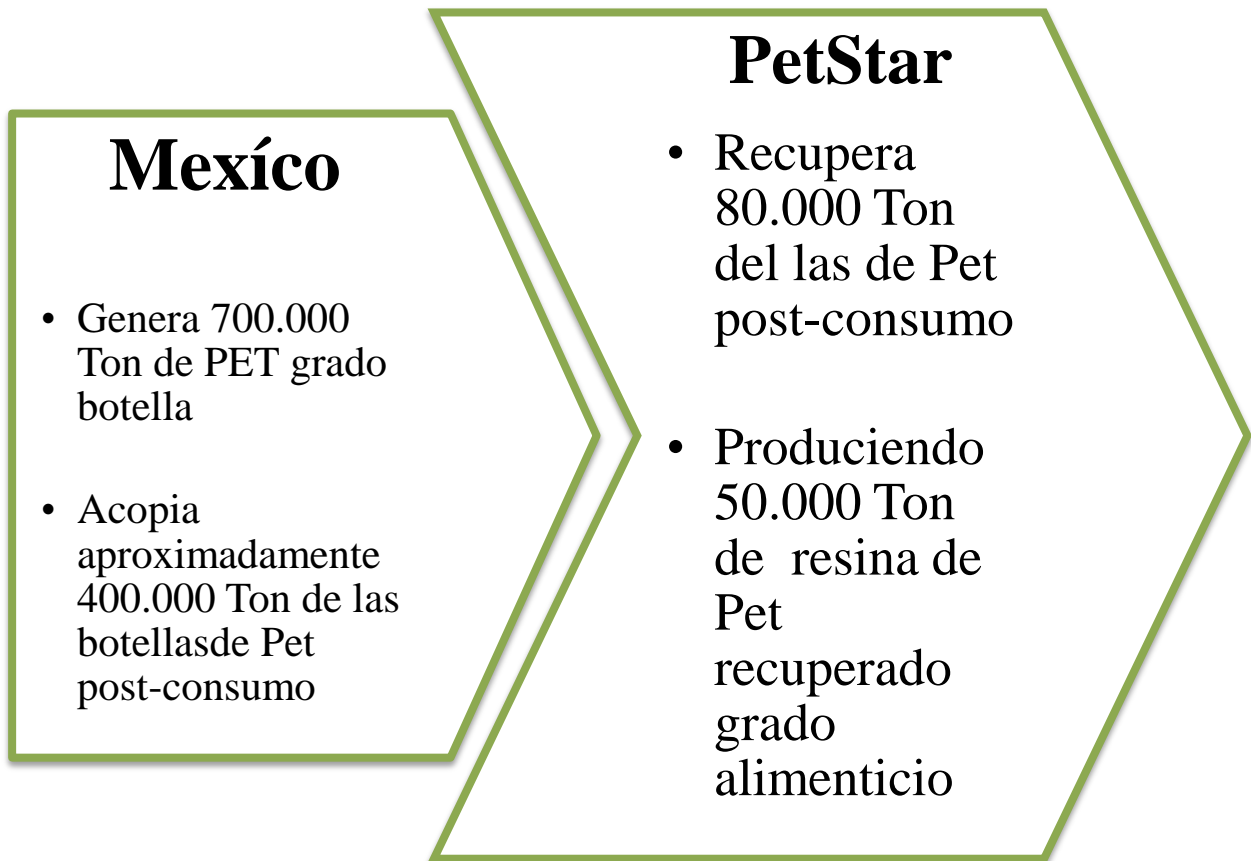 Mexíco
• Genera 700.000
Ton de PET grado
botella
• Acopia
aproximadamente
400.000 Ton de las
botellasde Pet
post-consumo
PetStar
• Recupera
80.000 Ton
del las de Pet
post-consumo
• Produciendo
50.000 Ton
de resina de
Pet
recuperado
grado
alimenticio